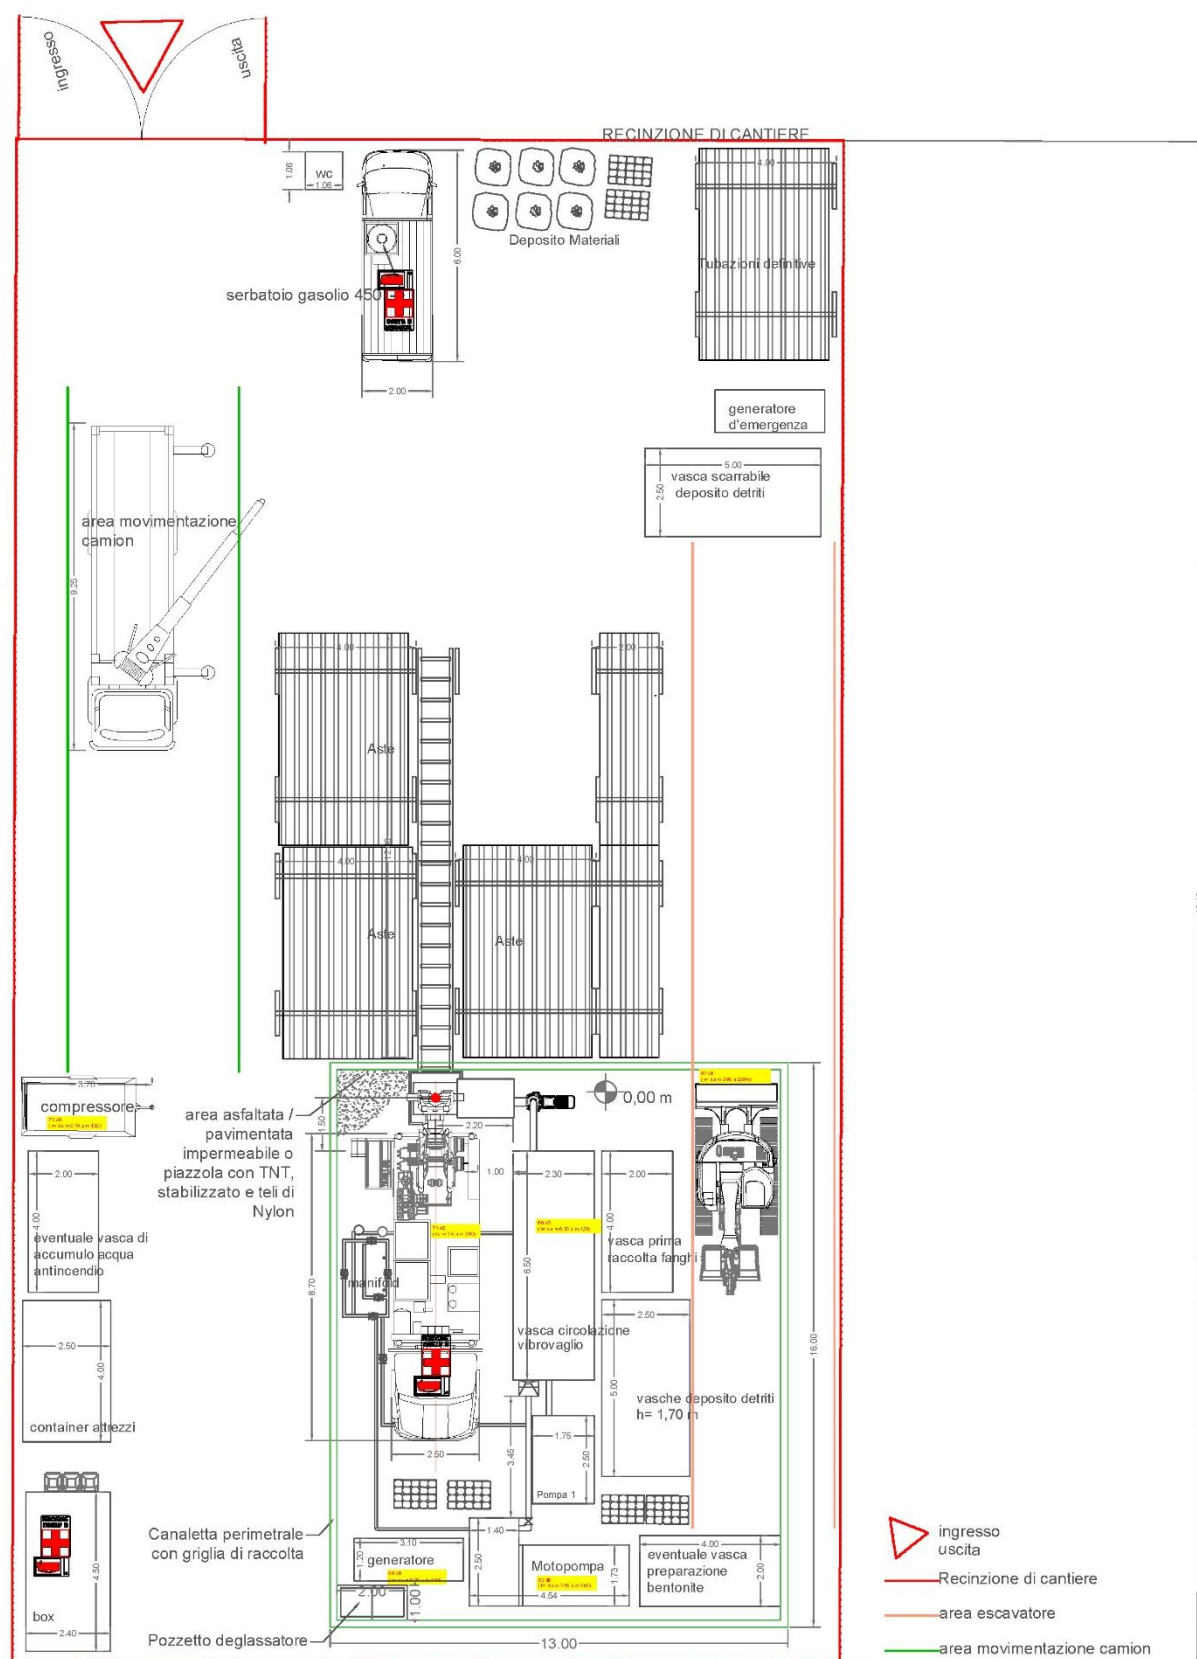 ingresso
uscita
RECINZIONE DI CANTIERE
1.06
wc
1.06
Deposito Materiali
4.00
Tubazioni definitive
serbatoio gasolio 450
6.00
2.00
generatore
d'emergenza
5.00
vasca scarrabile
deposito detriti
2.50
area movimentazione
camion
9.25
4.00
2.00
Aste
4.00
4.00
Aste
Aste
3.70
compressore
area asfaltata /
pavimentata
impermeabile o
piazzola con TNT,
stabilizzato e teli di
Nylon
0,00 m
1.50
2.20
1.00
2.30
2.00
4.00
vasca prima
raccolta fanghi
2.00
4.00
eventuale vasca di
accumulo acqua
antincendio
6.50
8.70
manifold
vasca circolazione
vibrovaglio
2.50
4.00
container attrezzi
2.50
5.00
vasche deposito detriti
h= 1,70 m
16.00
2.50
3.45
1.75
2.50
Pompa 1
Canaletta perimetrale
con griglia di raccolta
3.10
1.20
generatore
1.40
2.50
Motopompa
1.73
4.54
4.00
eventuale vasca
preparazione
bentonite
2.00
2.00
1.00
Pozzetto deglassatore
13.00
4.50
box
2.40
ingresso
uscita
Recinzione di cantiere
area escavatore
area movimentazione camion